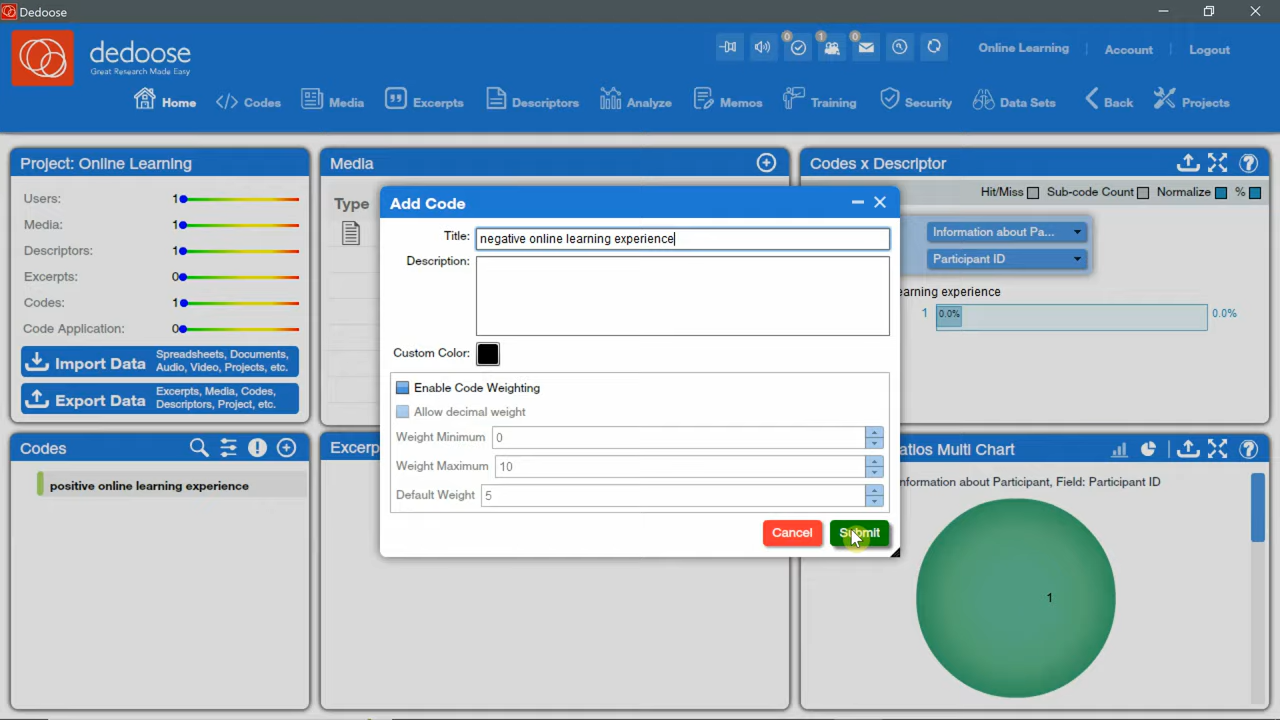 Dedoose
dedoose
Great Research Made Easy
0
1
0
Online Learning
Account
Logout
Home
Codes
Media
Excerpts
Descriptors
Analyze
Memos
Training
Security
Data Sets
Back
Projects
Project: Online Learning
Users: 1
Media: 1
Descriptors: 1
Excerpts: 0
Codes: 1
Code Application: 0
Import Data
Spreadsheets, Documents,
Audio, Video, Projects, etc.
Export Data
Excerpts, Media, Codes,
Descriptors, Project, etc.
Media
Type
Add Code
Title: negative online learning experience
Description:
Custom Color:
Enable Code Weighting
Allow decimal weight
Weight Minimum 0
Weight Maximum 10
Default Weight 5
Cancel
Submit
Codes x Descriptor
Hit/Miss Sub-code Count Normalize %
Information about Pa...
Participant ID
earning experience
1 0.0% 0.0%
Codes
positive online learning experience
Excerp
atios Multi Chart
nformation about Participant, Field: Participant ID
1